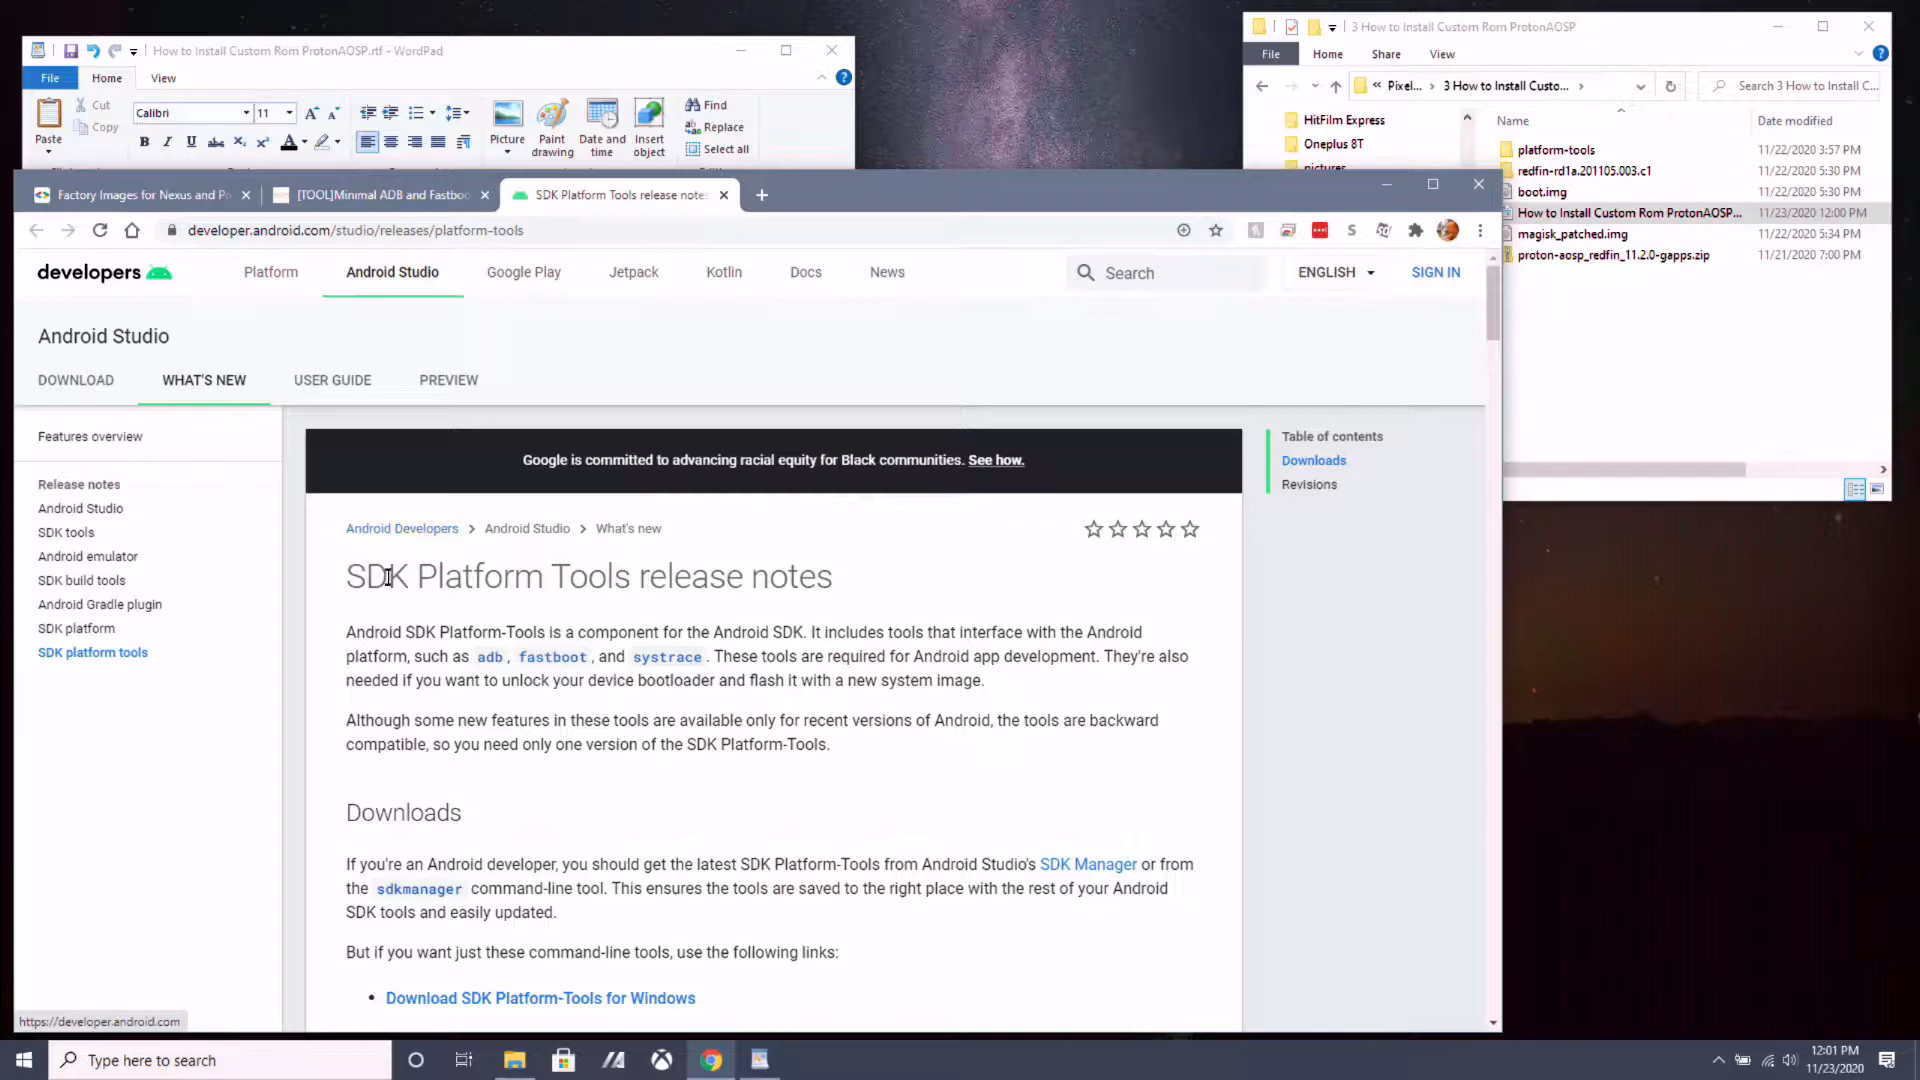 How to Install Custom Rom ProtonAOSP.rtf - WordPad
File Home View
Paste
Cut
Copy
Calibri 11
B I U abc X₂ X² A
Picture
Paint drawing
Date and time
Insert object
Find
Replace
Select all
3 How to Install Custom Rom ProtonAOSP
File Home Share View
« Pixel... › 3 How to Install Custo... ›
Search 3 How to Install C...
HitFilm Express
Oneplus 8T
pictures
Name Date modified
platform-tools 11/22/2020 3:57 PM
redfin-rd1a.201105.003.c1 11/22/2020 5:30 PM
boot.img 11/22/2020 5:30 PM
How to Install Custom Rom ProtonAOSP... 11/23/2020 12:00 PM
magisk_patched.img 11/22/2020 5:34 PM
proton-aosp_redfin_11.2.0-gapps.zip 11/21/2020 7:00 PM
Factory Images for Nexus and P
[TOOL]Minimal ADB and Fastboo
SDK Platform Tools release note
developer.android.com/studio/releases/platform-tools
developers Platform Android Studio Google Play Jetpack Kotlin Docs News Search ENGLISH SIGN IN
Android Studio
DOWNLOAD WHAT'S NEW USER GUIDE PREVIEW
Features overview
Release notes
Android Studio
SDK tools
Android emulator
SDK build tools
Android Gradle plugin
SDK platform
SDK platform tools
Google is committed to advancing racial equity for Black communities. See how.
Table of contents
Downloads
Revisions
Android Developers > Android Studio > What's new
SDK Platform Tools release notes
Android SDK Platform-Tools is a component for the Android SDK. It includes tools that interface with the Android
platform, such as adb, fastboot, and systrace. These tools are required for Android app development. They're also
needed if you want to unlock your device bootloader and flash it with a new system image.
Although some new features in these tools are available only for recent versions of Android, the tools are backward
compatible, so you need only one version of the SDK Platform-Tools.
Downloads
If you're an Android developer, you should get the latest SDK Platform-Tools from Android Studio's SDK Manager or from
the sdkmanager command-line tool. This ensures the tools are saved to the right place with the rest of your Android
SDK tools and easily updated.
But if you want just these command-line tools, use the following links:
• Download SDK Platform-Tools for Windows
https://developer.android.com
Type here to search
12:01 PM
11/23/2020